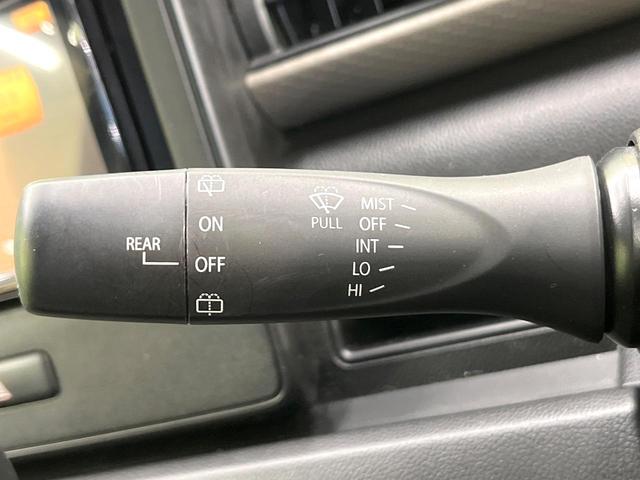 REAR
ON
OFF
PULL
MIST
OFF
INT
LO
HI